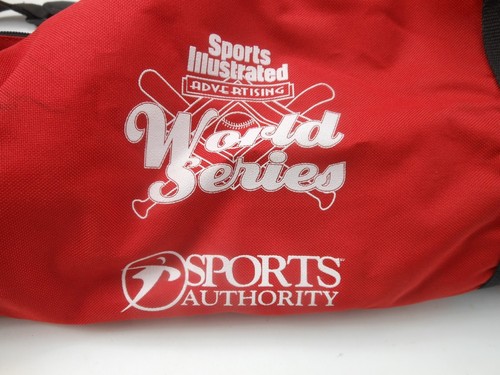 Sports
Illustrated
ADVERTISING
World
Series
SPORTS
AUTHORITY